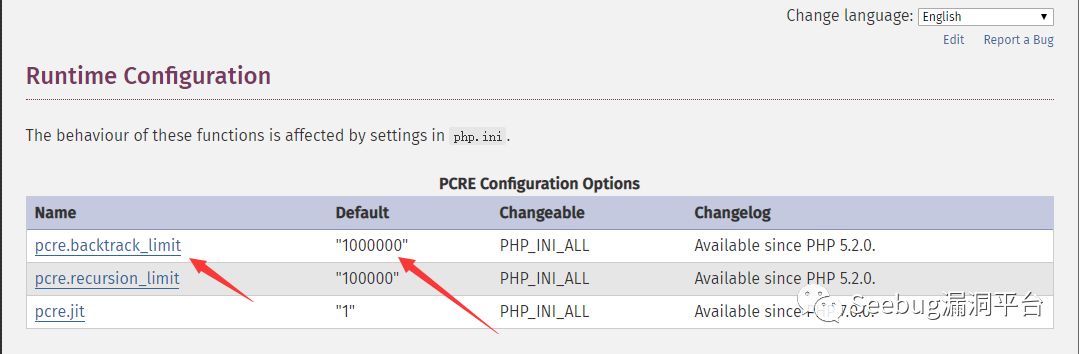 Change language: English
Edit Report a Bug
Runtime Configuration
The behaviour of these functions is affected by settings in php.ini.
PCRE Configuration Options
Name Default Changeable Changelog
pcre.backtrack_limit "1000000" PHP_INI_ALL Available since PHP 5.2.0.
pcre.recursion_limit "100000" PHP_INI_ALL Available since PHP 5.2.0.
pcre.jit "1" PHP_INI_ALL Available since PHP 7.0.0.
Seebug漏洞平台